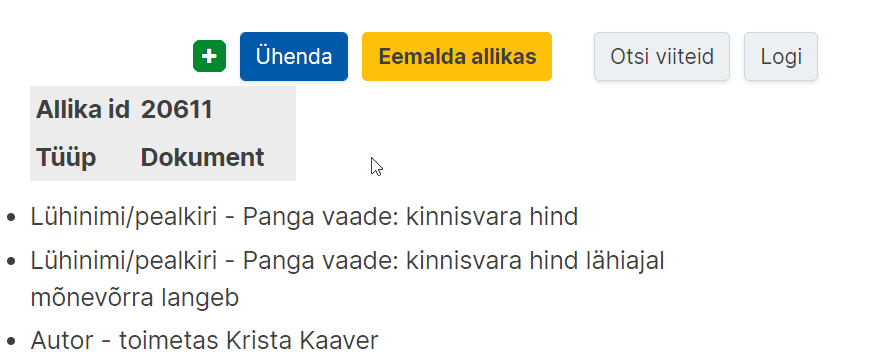 + Ühenda Eemalda allikas Otsi viiteid Logi
Allika id 20611
Tüüp Dokument
• Lühinimi/pealkiri - Panga vaade: kinnisvara hind
• Lühinimi/pealkiri - Panga vaade: kinnisvara hind lähiajal
mõnevõrra langeb
• Autor - toimetas Krista Kaaver